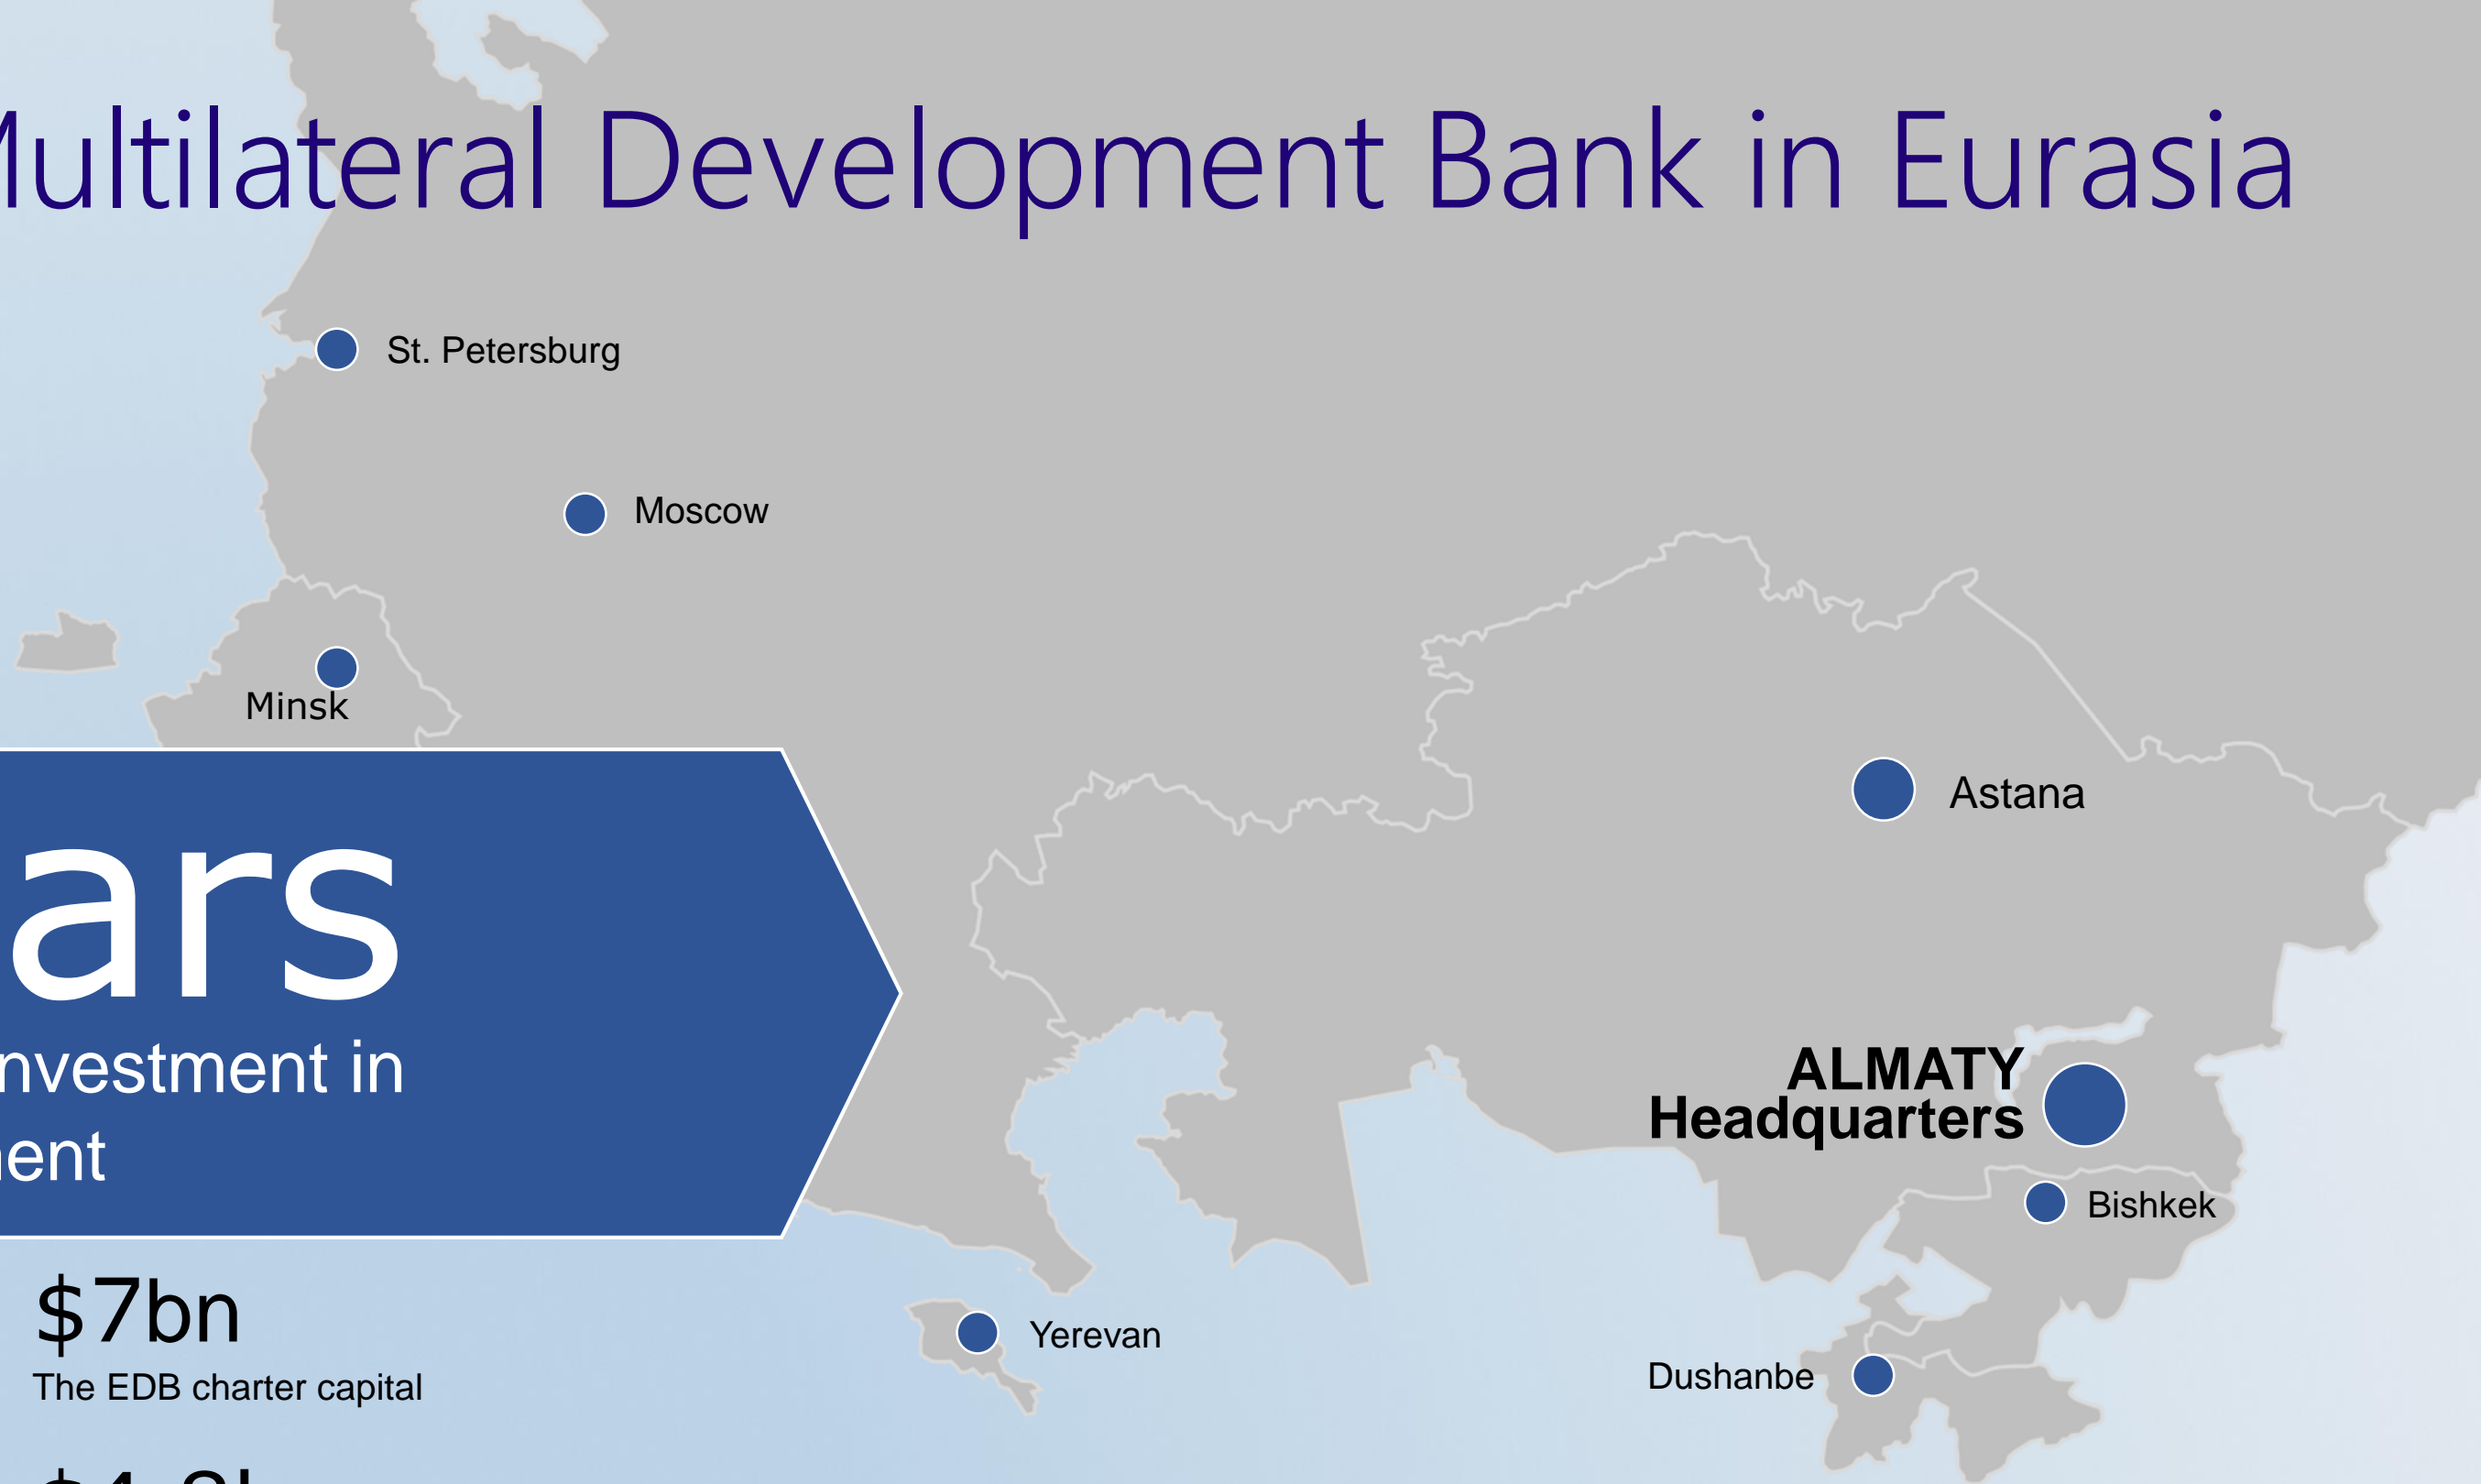 Multilateral Development Bank in Eurasia
St. Petersburg
Moscow
Minsk
Astana
ars
nvestment in
ent
ALMATY
Headquarters
Bishkek
$7bn
The EDB charter capital
Yerevan
Dushanbe